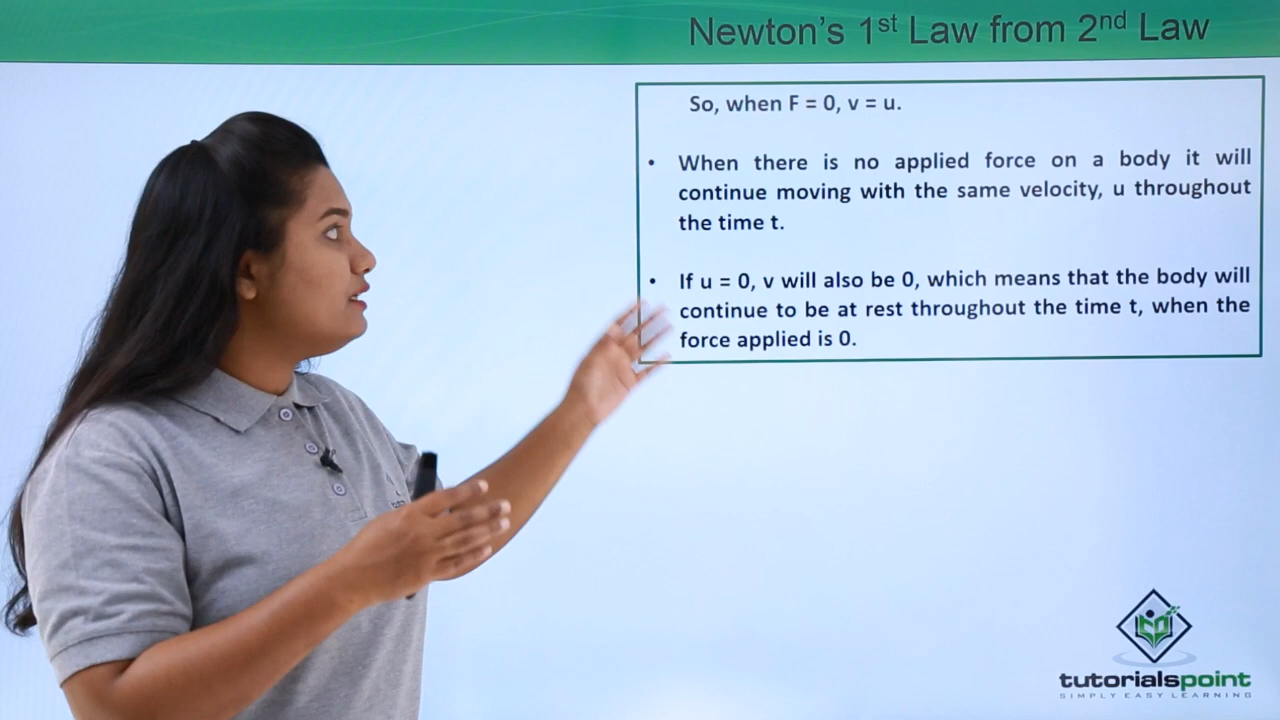 Newton's 1st Law from 2nd Law
So, when F = 0, v = u.
• When there is no applied force on a body it will
continue moving with the same velocity, u throughout
the time t.
• If u = 0, v will also be 0, which means that the body will
continue to be at rest throughout the time t, when the
force applied is 0.
tutorialspoint
SIMPLY EASY LEARNING